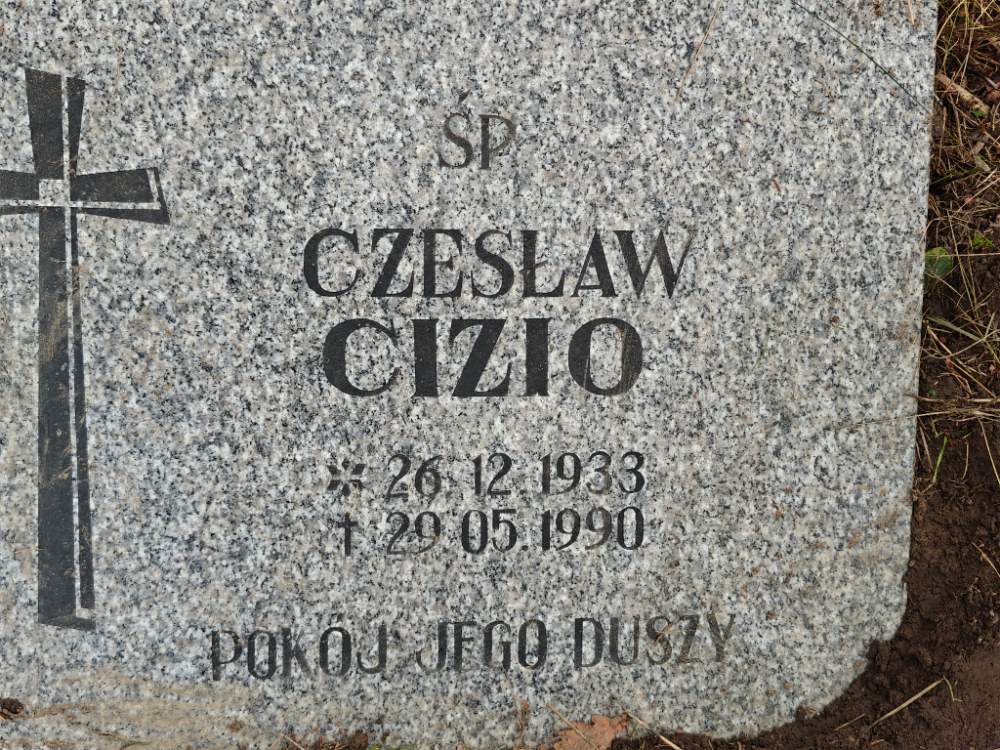 ŚP
CZESŁAW
CIZIO
* 26.12.1933
† 29.05.1990
POKÓJ JEGO DUSZY